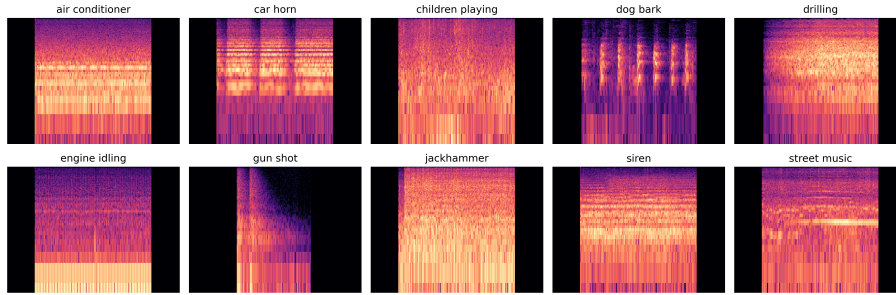 air conditioner
car horn
children playing
dog bark
drilling
engine idling
gun shot
jackhammer
siren
street music